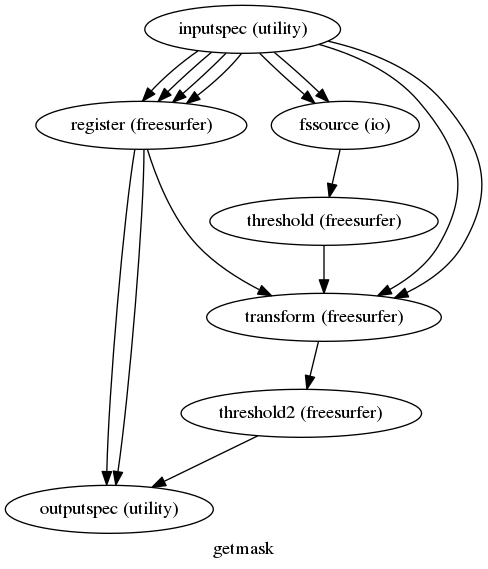 inputspec (utility)
register (freesurfer)
fssource (io)
threshold (freesurfer)
transform (freesurfer)
threshold2 (freesurfer)
outputspec (utility)
getmask